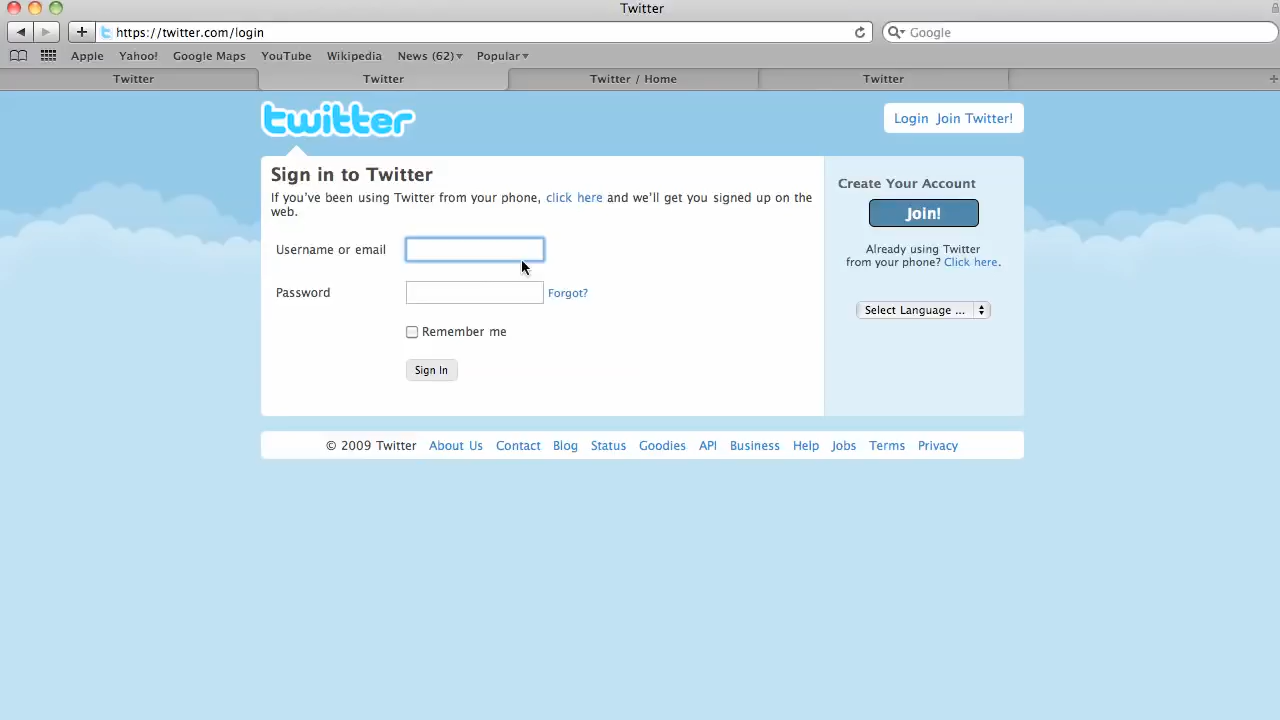 Twitter
https://twitter.com/login
Google
Apple Yahoo! Google Maps YouTube Wikipedia News (62) Popular
Twitter Twitter Twitter / Home Twitter
twitter
Login Join Twitter!
Sign in to Twitter
If you've been using Twitter from your phone, click here and we'll get you signed up on the
web.
Username or email
Password Forgot?
Remember me
Sign In
Create Your Account
Join!
Already using Twitter
from your phone? Click here.
Select Language ...
© 2009 Twitter About Us Contact Blog Status Goodies API Business Help Jobs Terms Privacy